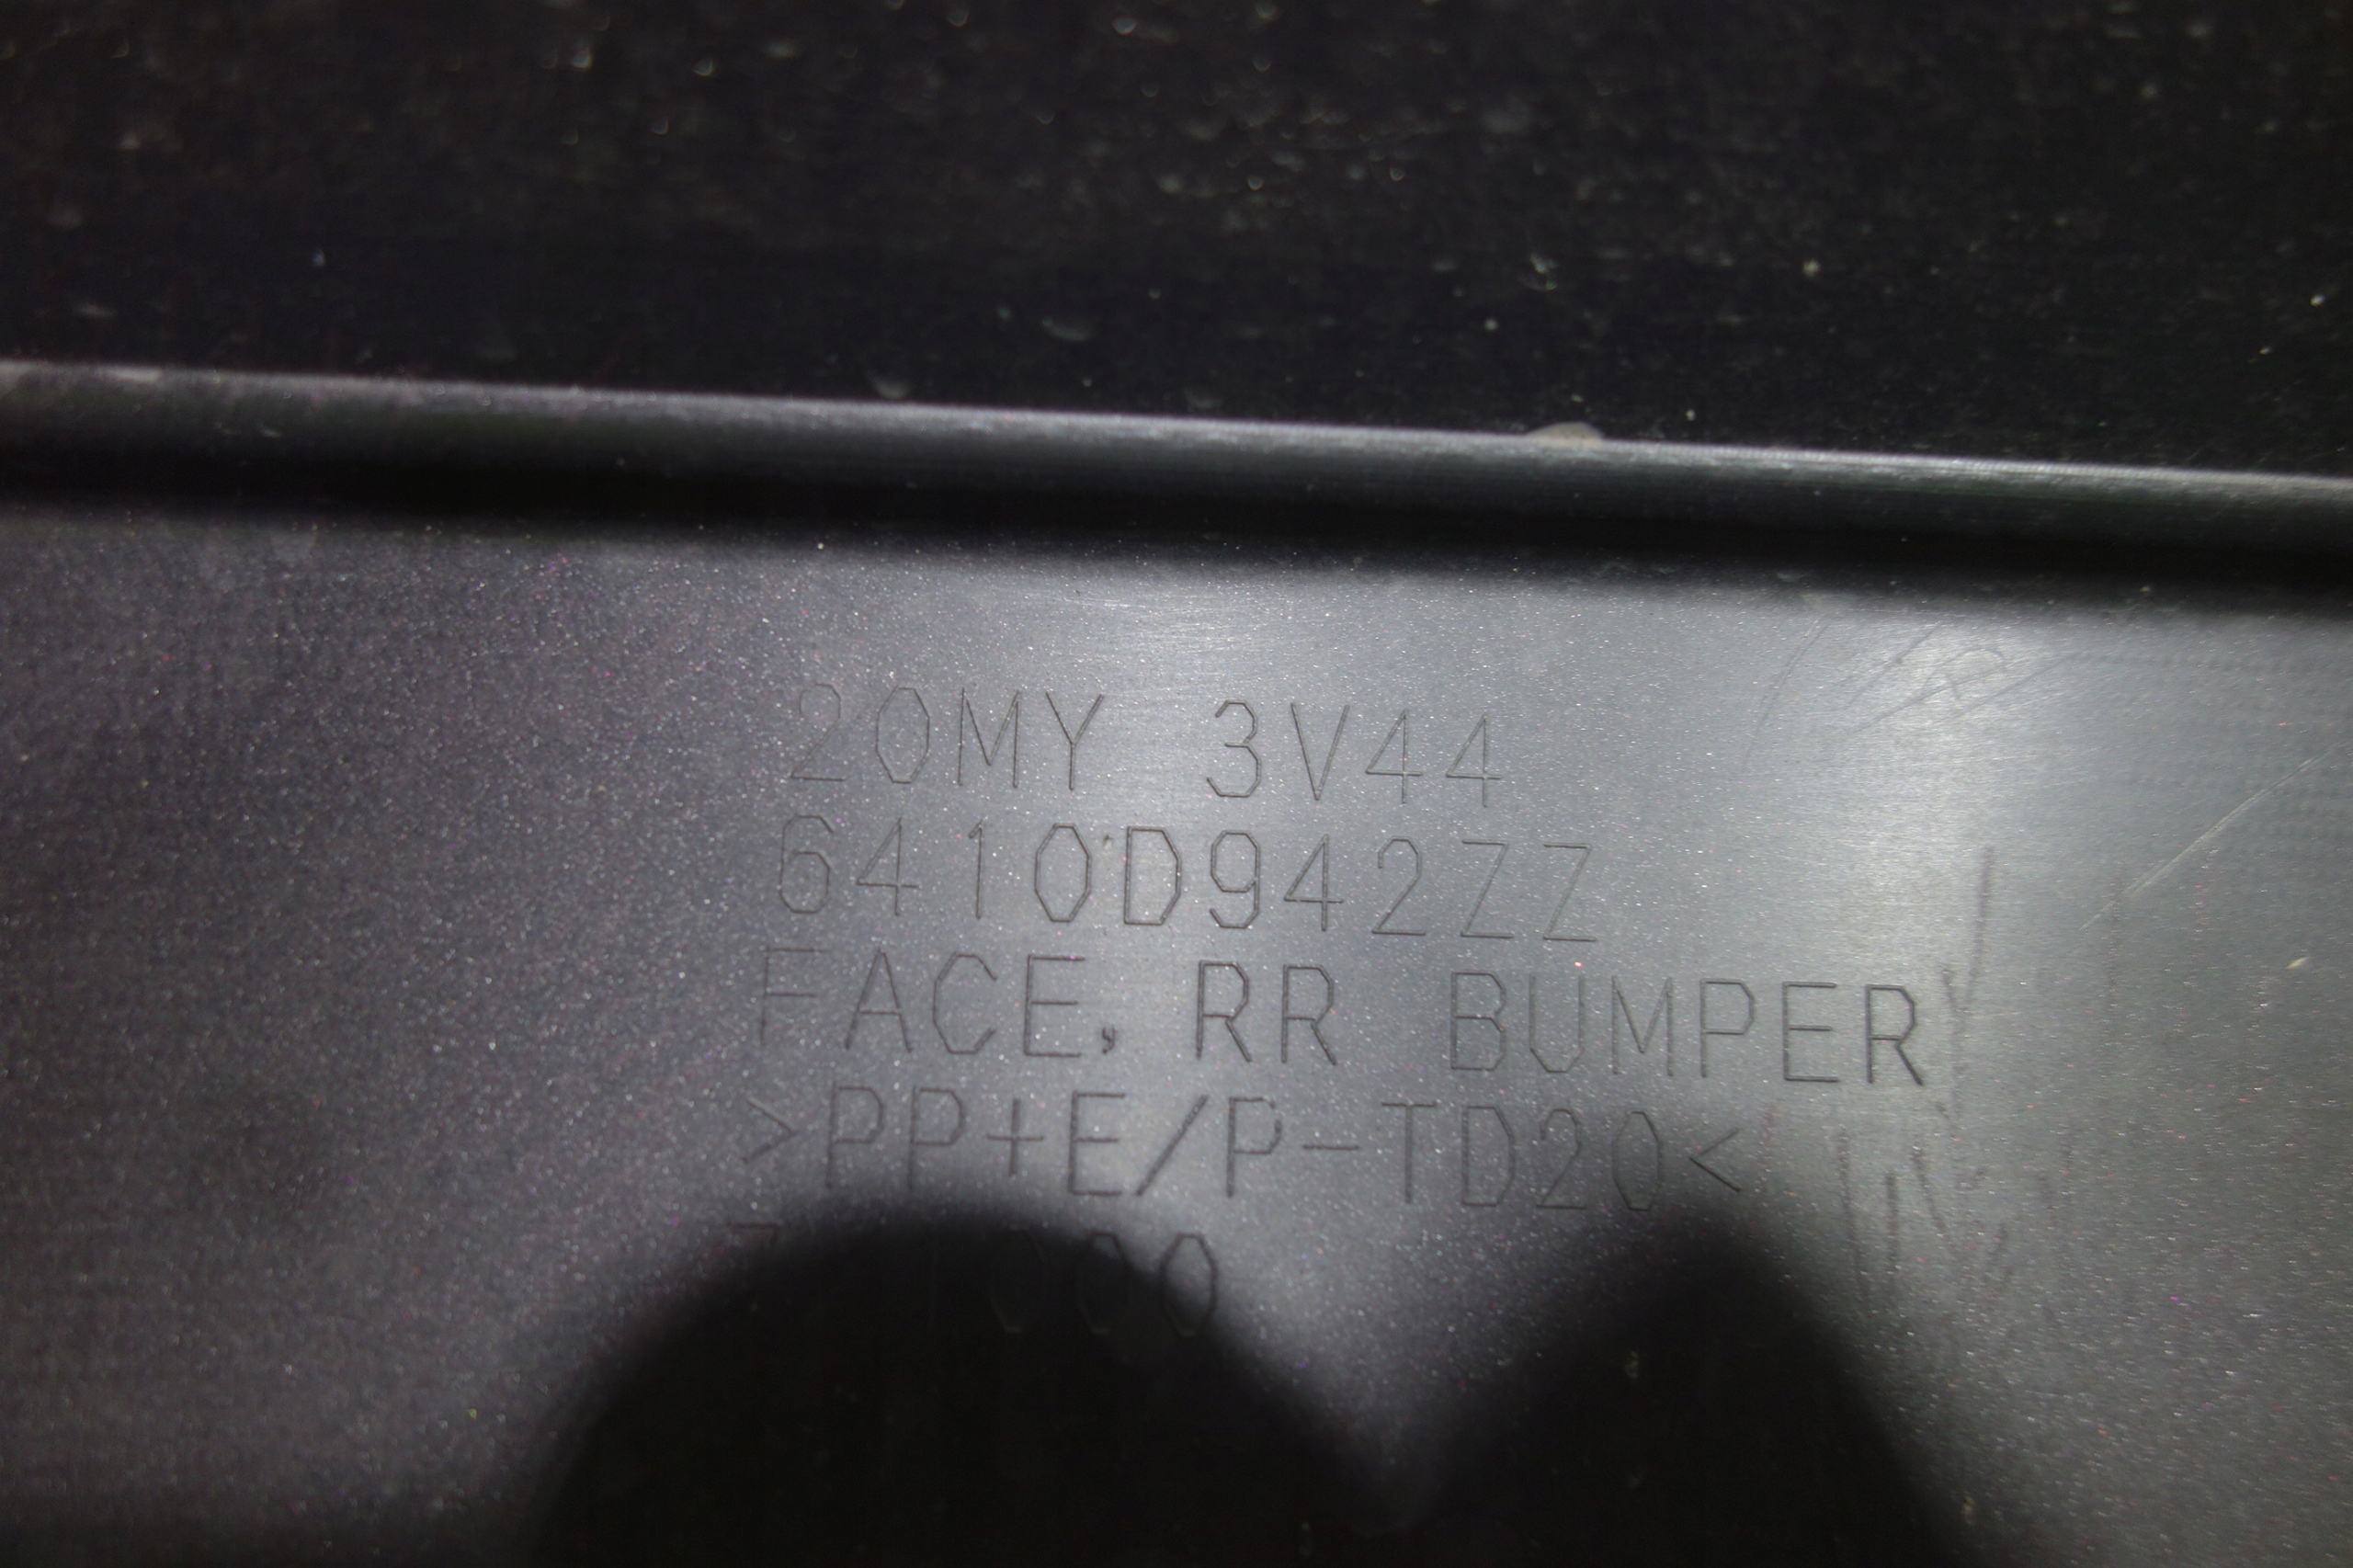 20MY 3V44
6410D942ZZ
FACE, RR BUMPER
>PP+E/P-TD20<